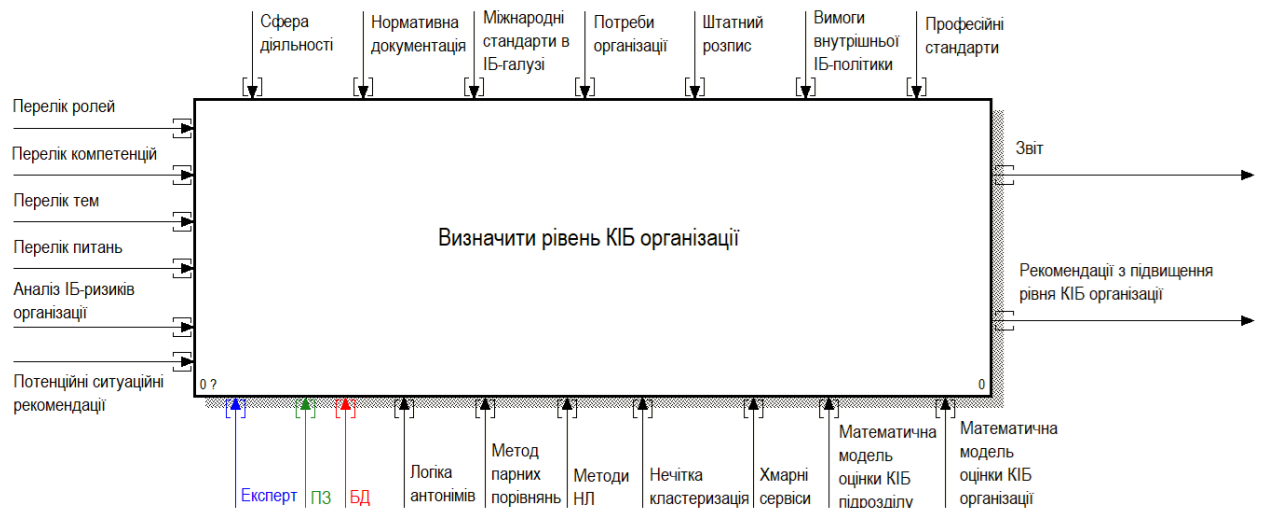 Сфера
діяльності
Нормативна
документація
Міжнародні
стандарти в
ІБ-галузі
Потреби
організації
Штатний
розпис
Вимоги
внутрішньої
ІБ-політики
Професійні
стандарти
Перелік ролей
Перелік компетенцій
Перелік тем
Перелік питань
Аналіз ІБ-ризиків
організації
Потенційні ситуаційні
рекомендації
Визначити рівень КІБ організації
0 ?
0
Звіт
Рекомендації з підвищення
рівня КІБ організації
Експерт
ПЗ
БД
Логіка
антонімів
Метод
парних
порівнянь
Методи
НЛ
Нечітка
кластеризація
Хмарні
сервіси
Математична
модель
оцінки КІБ
підрозділу
Математична
модель
оцінки КІБ
організації